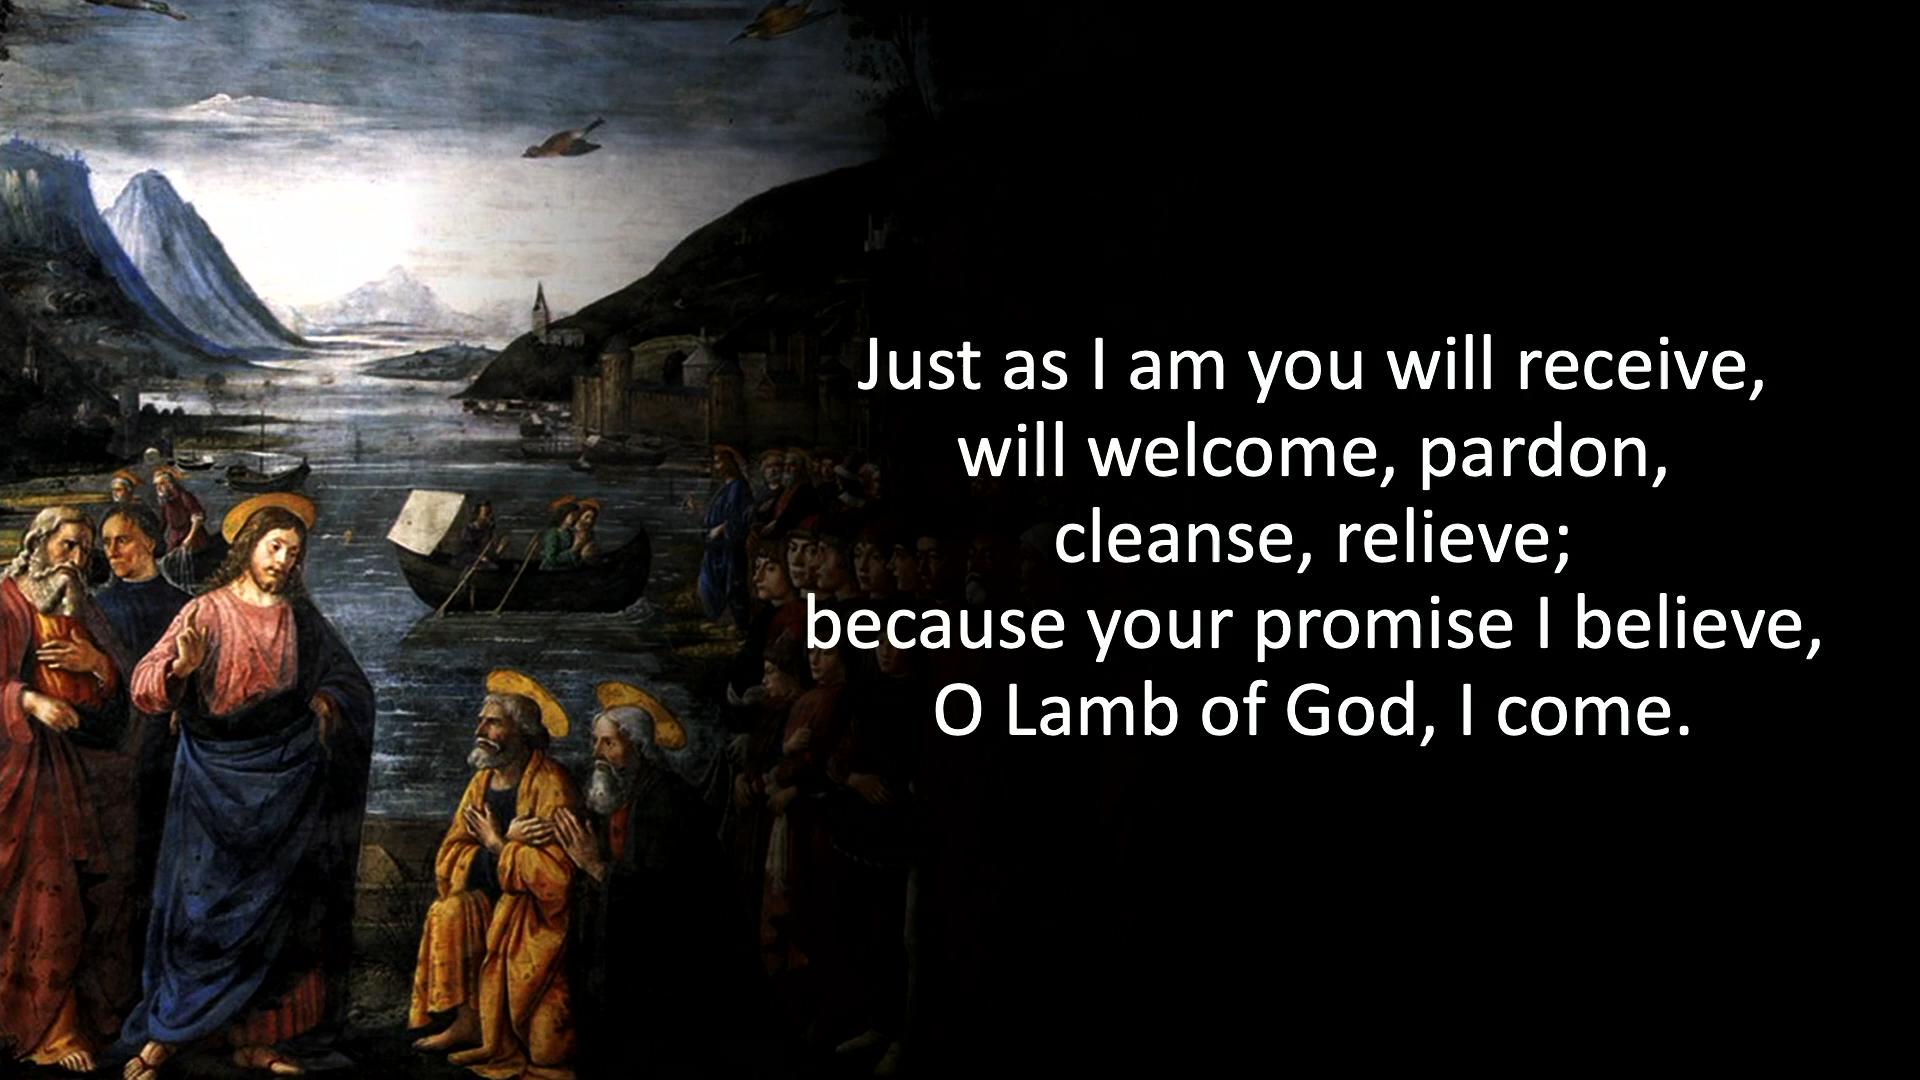 Just as I am you will receive,
will welcome, pardon,
cleanse, relieve;
because your promise I believe,
O Lamb of God, I come.